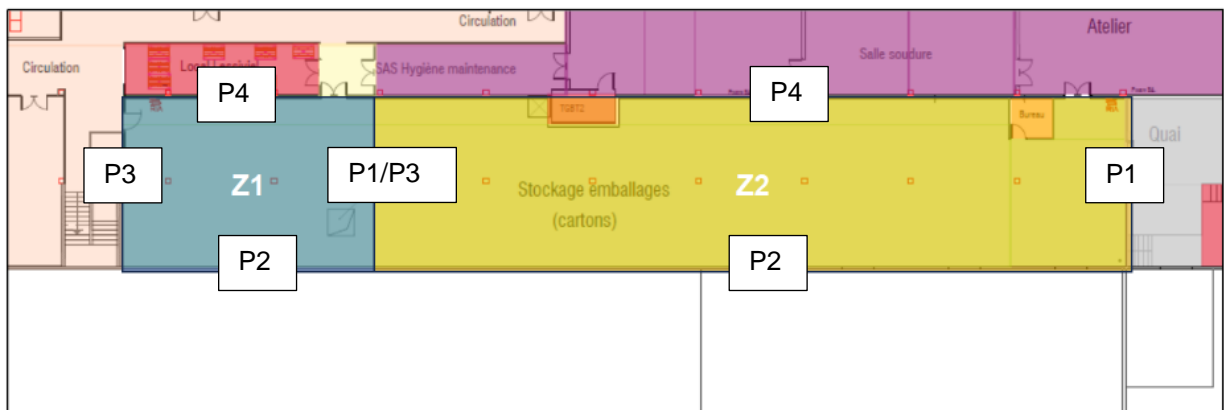 Circulation
Atelier
Circulation
SAS Hygiène maintenance
Salle soudure
P4
P4
TGBT2
Bureau
Quai
P3
P1/P3
P1
Z1
Z2
Stockage emballages
(cartons)
P2
P2